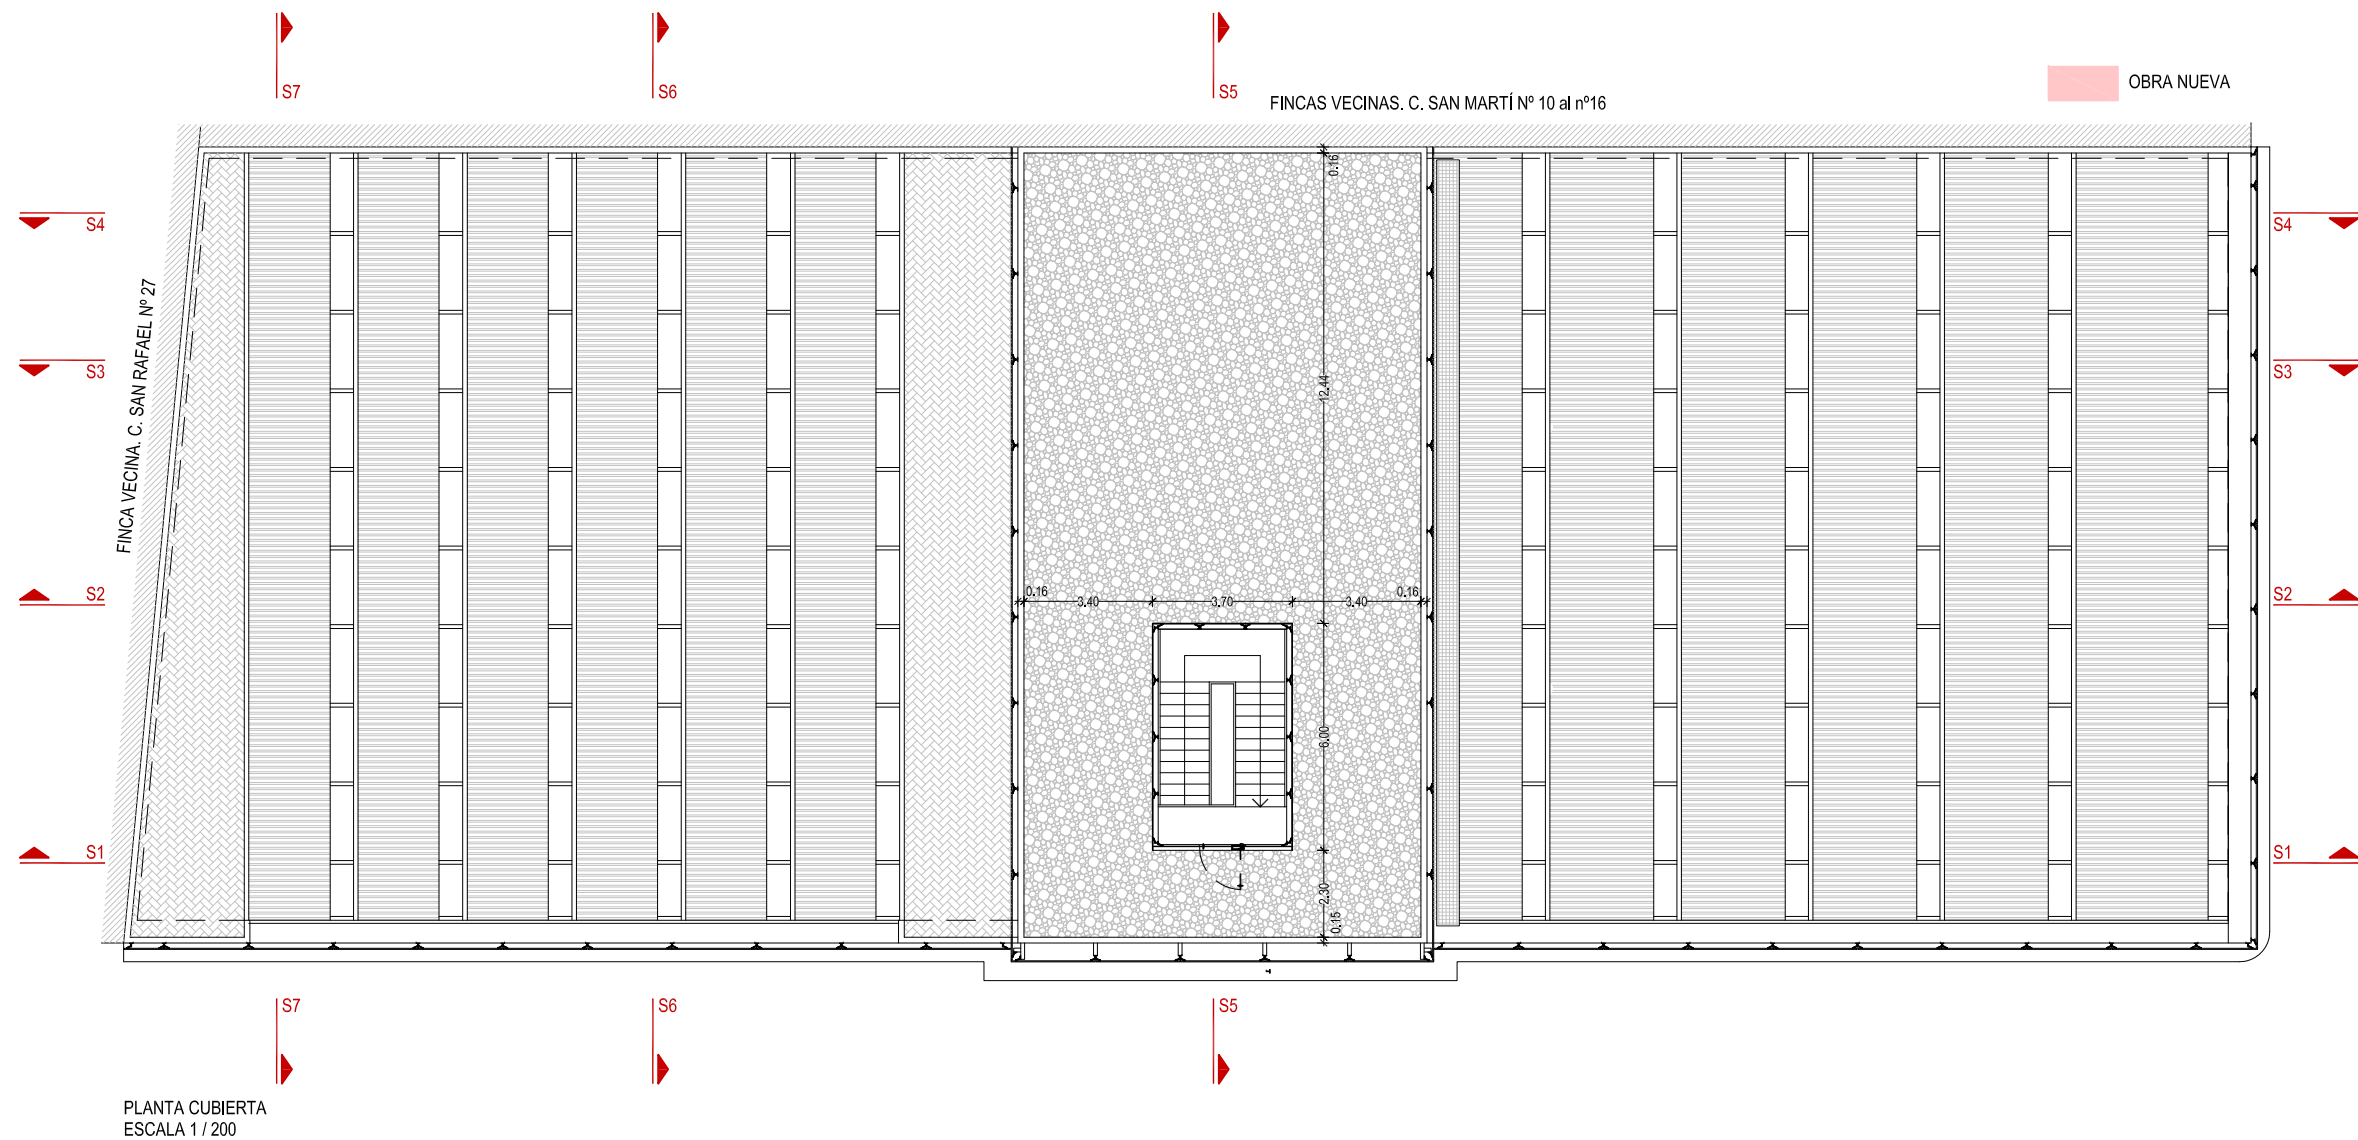 S7
S6
S5
OBRA NUEVA
FINCAS VECINAS. C. SAN MARTÍ Nº 10 al nº16
0.16
S4
S4
FINCA VECINA. C. SAN RAFAEL Nº 27
S3
12.44
S3
S2
0.16
3.40
3.70
3.40
0.16
S2
6.00
S1
S1
2.30
0.15
S7
S6
S5
PLANTA CUBIERTA
ESCALA 1 / 200